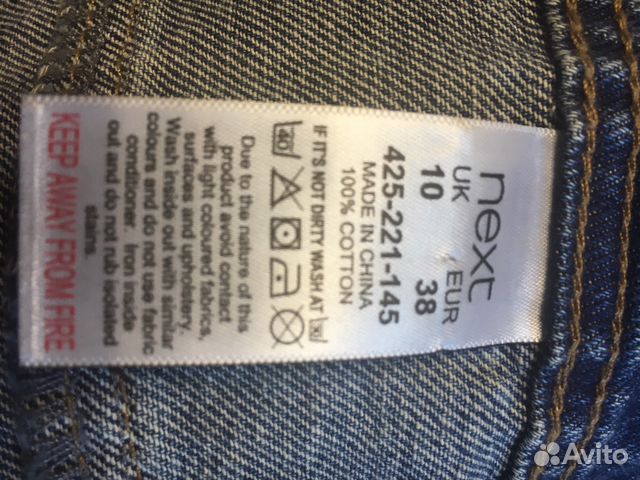 next
UK EUR
10 38
425-221-145
MADE IN CHINA
100% COTTON
IF IT'S NOT DIRTY WASH AT 30
40
Due to the nature of this
product avoid contact
with light coloured fabrics,
surfaces and upholstery.
Wash inside out with similar
colours and do not use fabric
conditioner. Iron inside
out and do not rub isolated
stains.
KEEP AWAY FROM FIRE
Avito